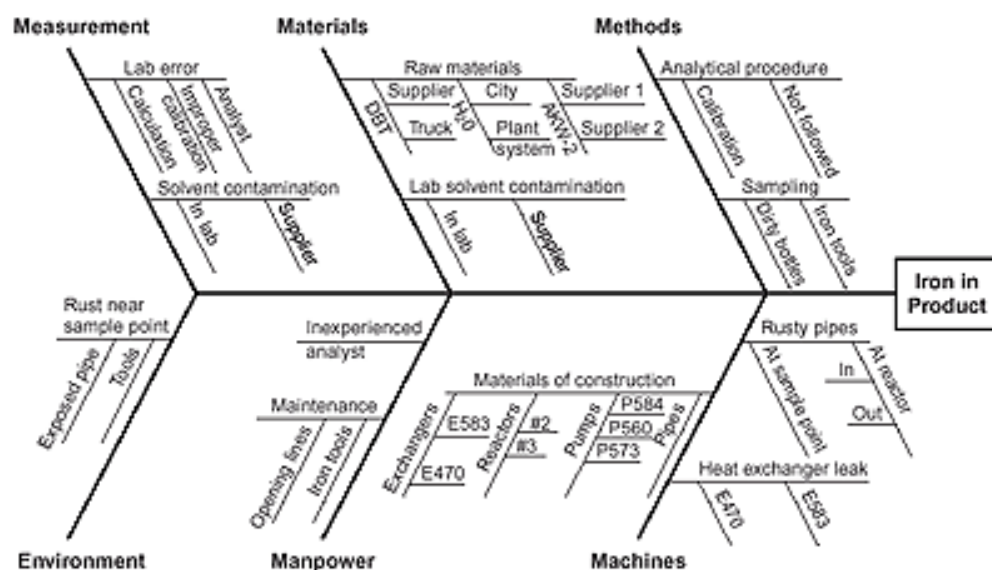 Measurement
Materials
Methods
Lab error
Calculation
Improper
calibration
Analyst
Solvent contamination
In lab
Supplier
Raw materials
DBT
Supplier
Truck
H₂0
City
Plant
system
AKW-2
Supplier 1
Supplier 2
Lab solvent contamination
In lab
Supplier
Analytical procedure
Calibration
Not followed
Sampling
Dirty bottles
Iron tools
Iron in
Product
Rust near
sample point
Exposed pipe
Tools
Inexperienced
analyst
Maintenance
Opening lines
Iron tools
Materials of construction
Exchangers
E583
E470
Reactors
#2
#3
Pumps
P584
P560
P573
Pipes
Rusty pipes
At sample point
At reactor
In
Out
Heat exchanger leak
E470
E583
Environment
Manpower
Machines